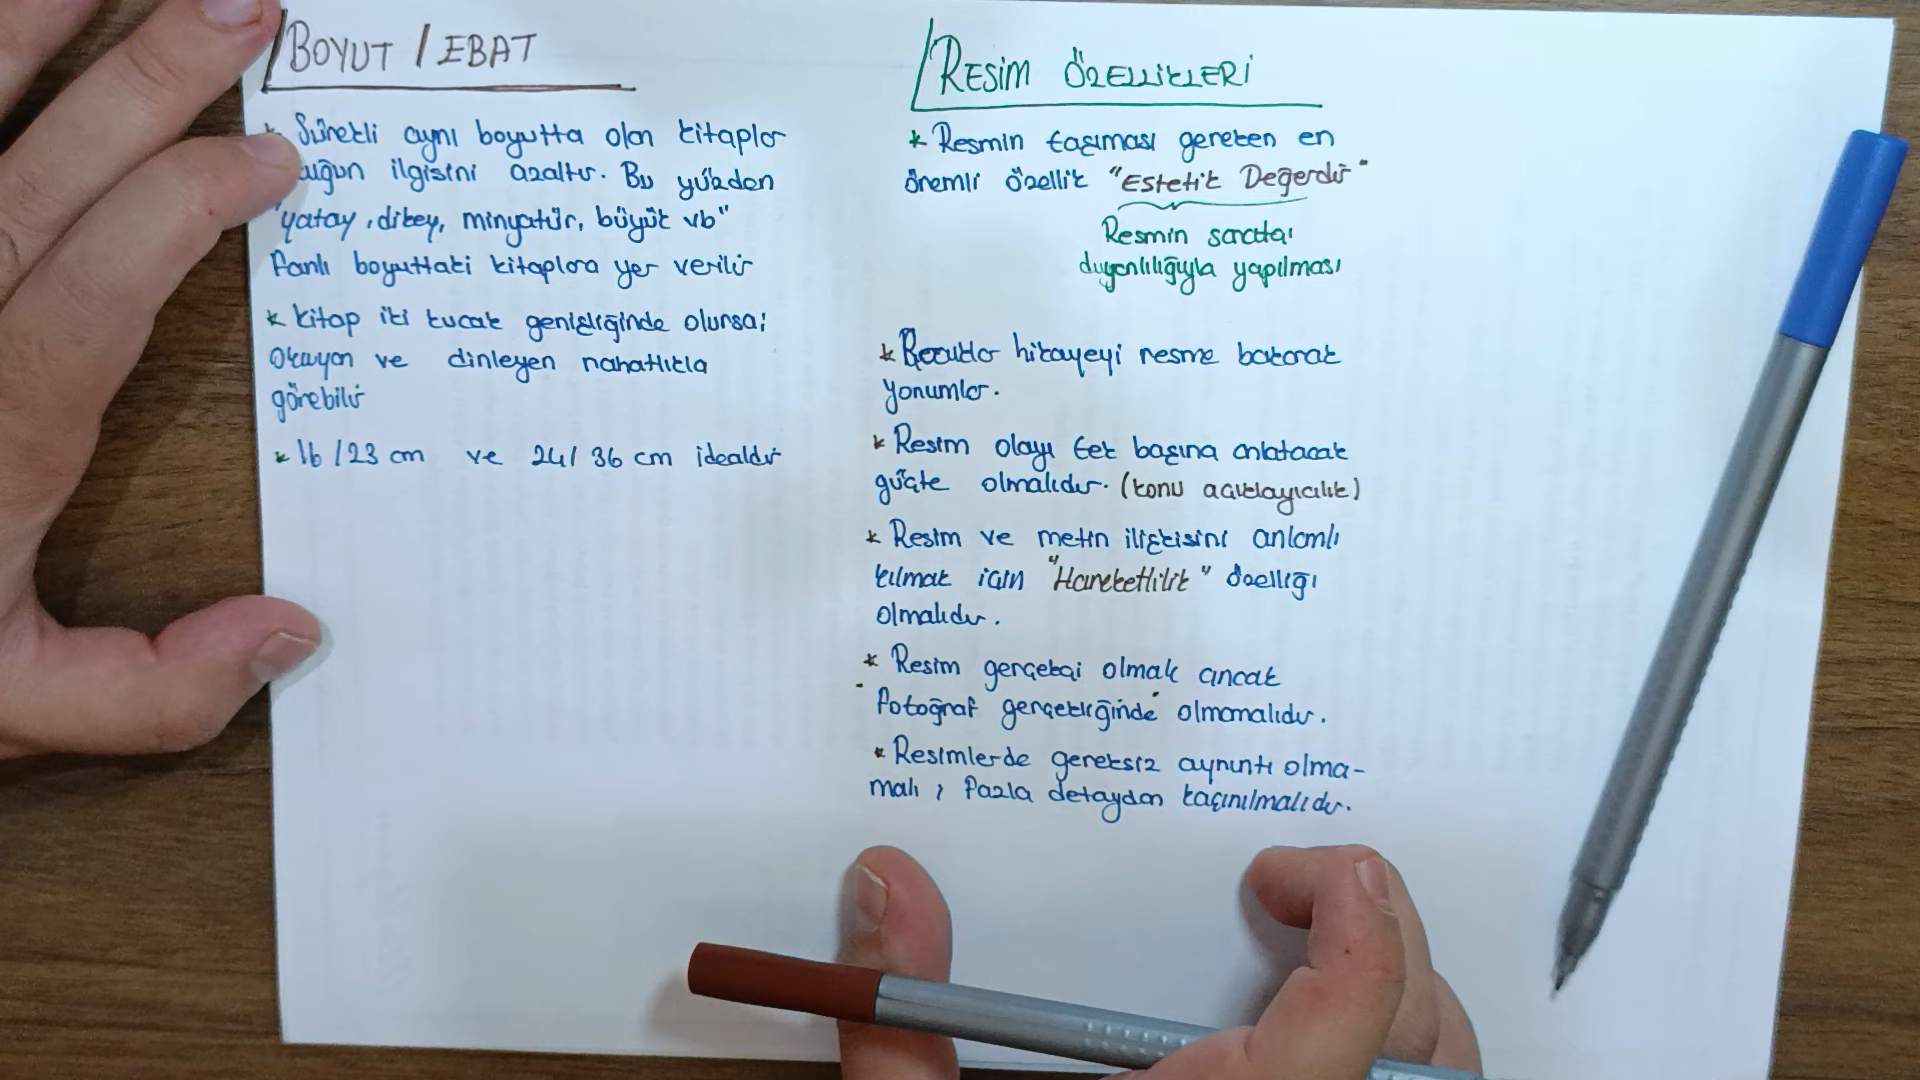 BOYUT / EBAT
* Sürekli aynı boyutta olan kitaplar
ğun ilgisini azaltır. Bu yüzden
"yatay, dikey, minyatür, büyük vb"
farklı boyuttaki kitaplara yer verilir
* Kitap iki kucak genişliğinde olursa;
Okuyan ve dinleyen rahatlıkla
görebilir
* 16 / 23 cm ve 24 / 36 cm idealdir
RESİM ÖZELLİKLERİ
* Resmin taşıması gereken en
önemli özellik "Estetik Değerdir"
Resmin sanatçı
duyarlılığıyla yapılması
* Çocuklar hikayeyi resme bakarak
yorumlar.
* Resim olayı tek başına anlatacak
güçte olmalıdır. (konu açıklayıcılık)
* Resim ve metin ilişkisini anlamlı
kılmak için "Hareketlilik" özelliği
olmalıdır.
* Resim gerçekçi olmak ancak
fotoğraf gerçekliğinde olmamalıdır.
* Resimlerde gereksiz ayrıntı olma-
malı, fazla detaydan kaçınılmalıdır.